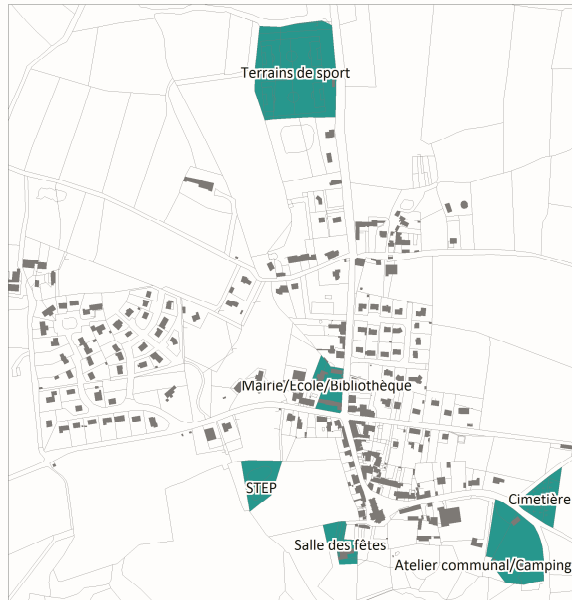 Terrains de sport
Mairie/Ecole/Bibliothèque
STEP
Cimetière
Salle des fêtes
Atelier communal/Camping